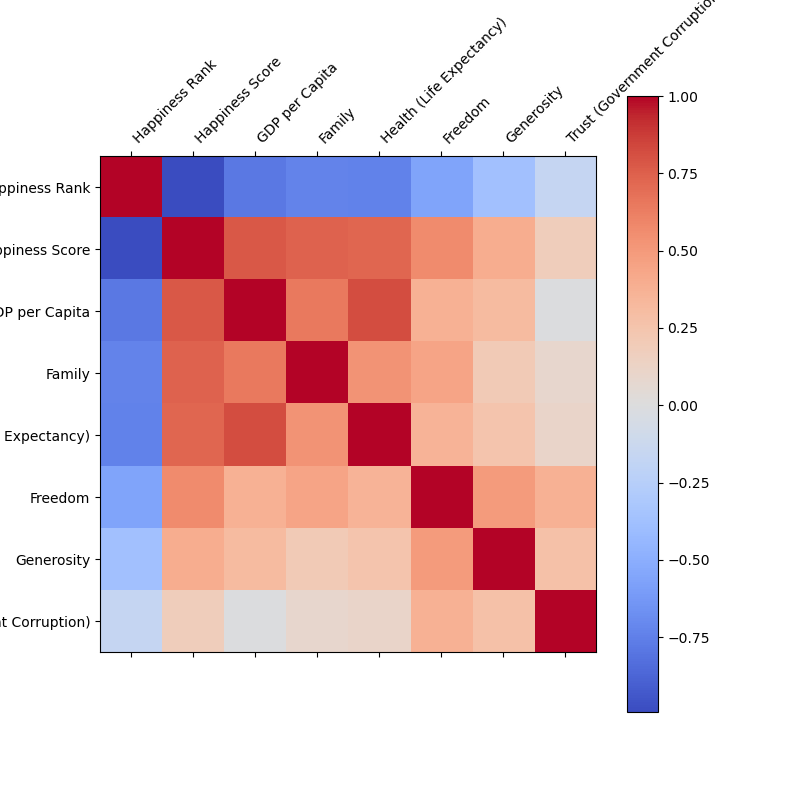 Happiness Rank
Happiness Score
GDP per Capita
Family
Health (Life Expectancy)
Freedom
Generosity
Trust (Government Corruption
ppiness Rank
ppiness Score
DP per Capita
Family
Expectancy)
Freedom
Generosity
t Corruption)
1.00
0.75
0.50
0.25
0.00
−0.25
−0.50
−0.75